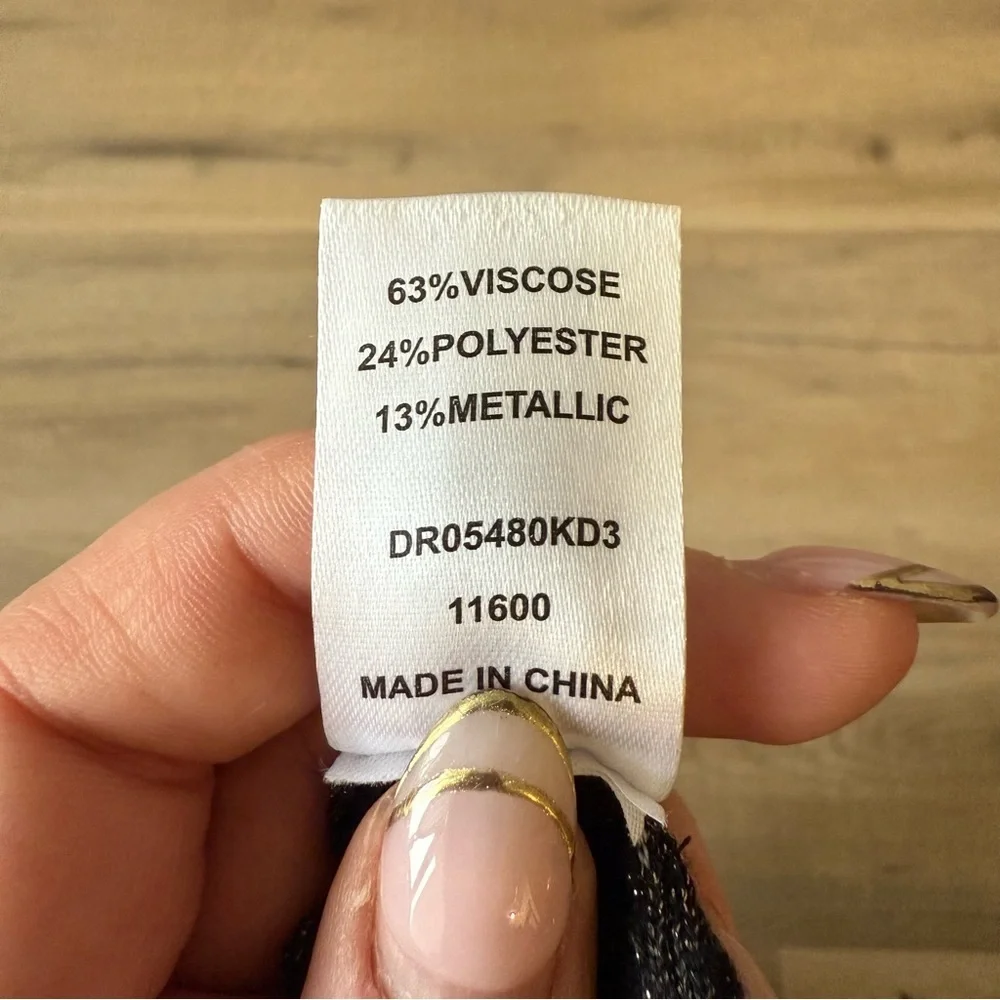 63%VISCOSE
24%POLYESTER
13%METALLIC
DR05480KD3
11600
MADE IN CHINA